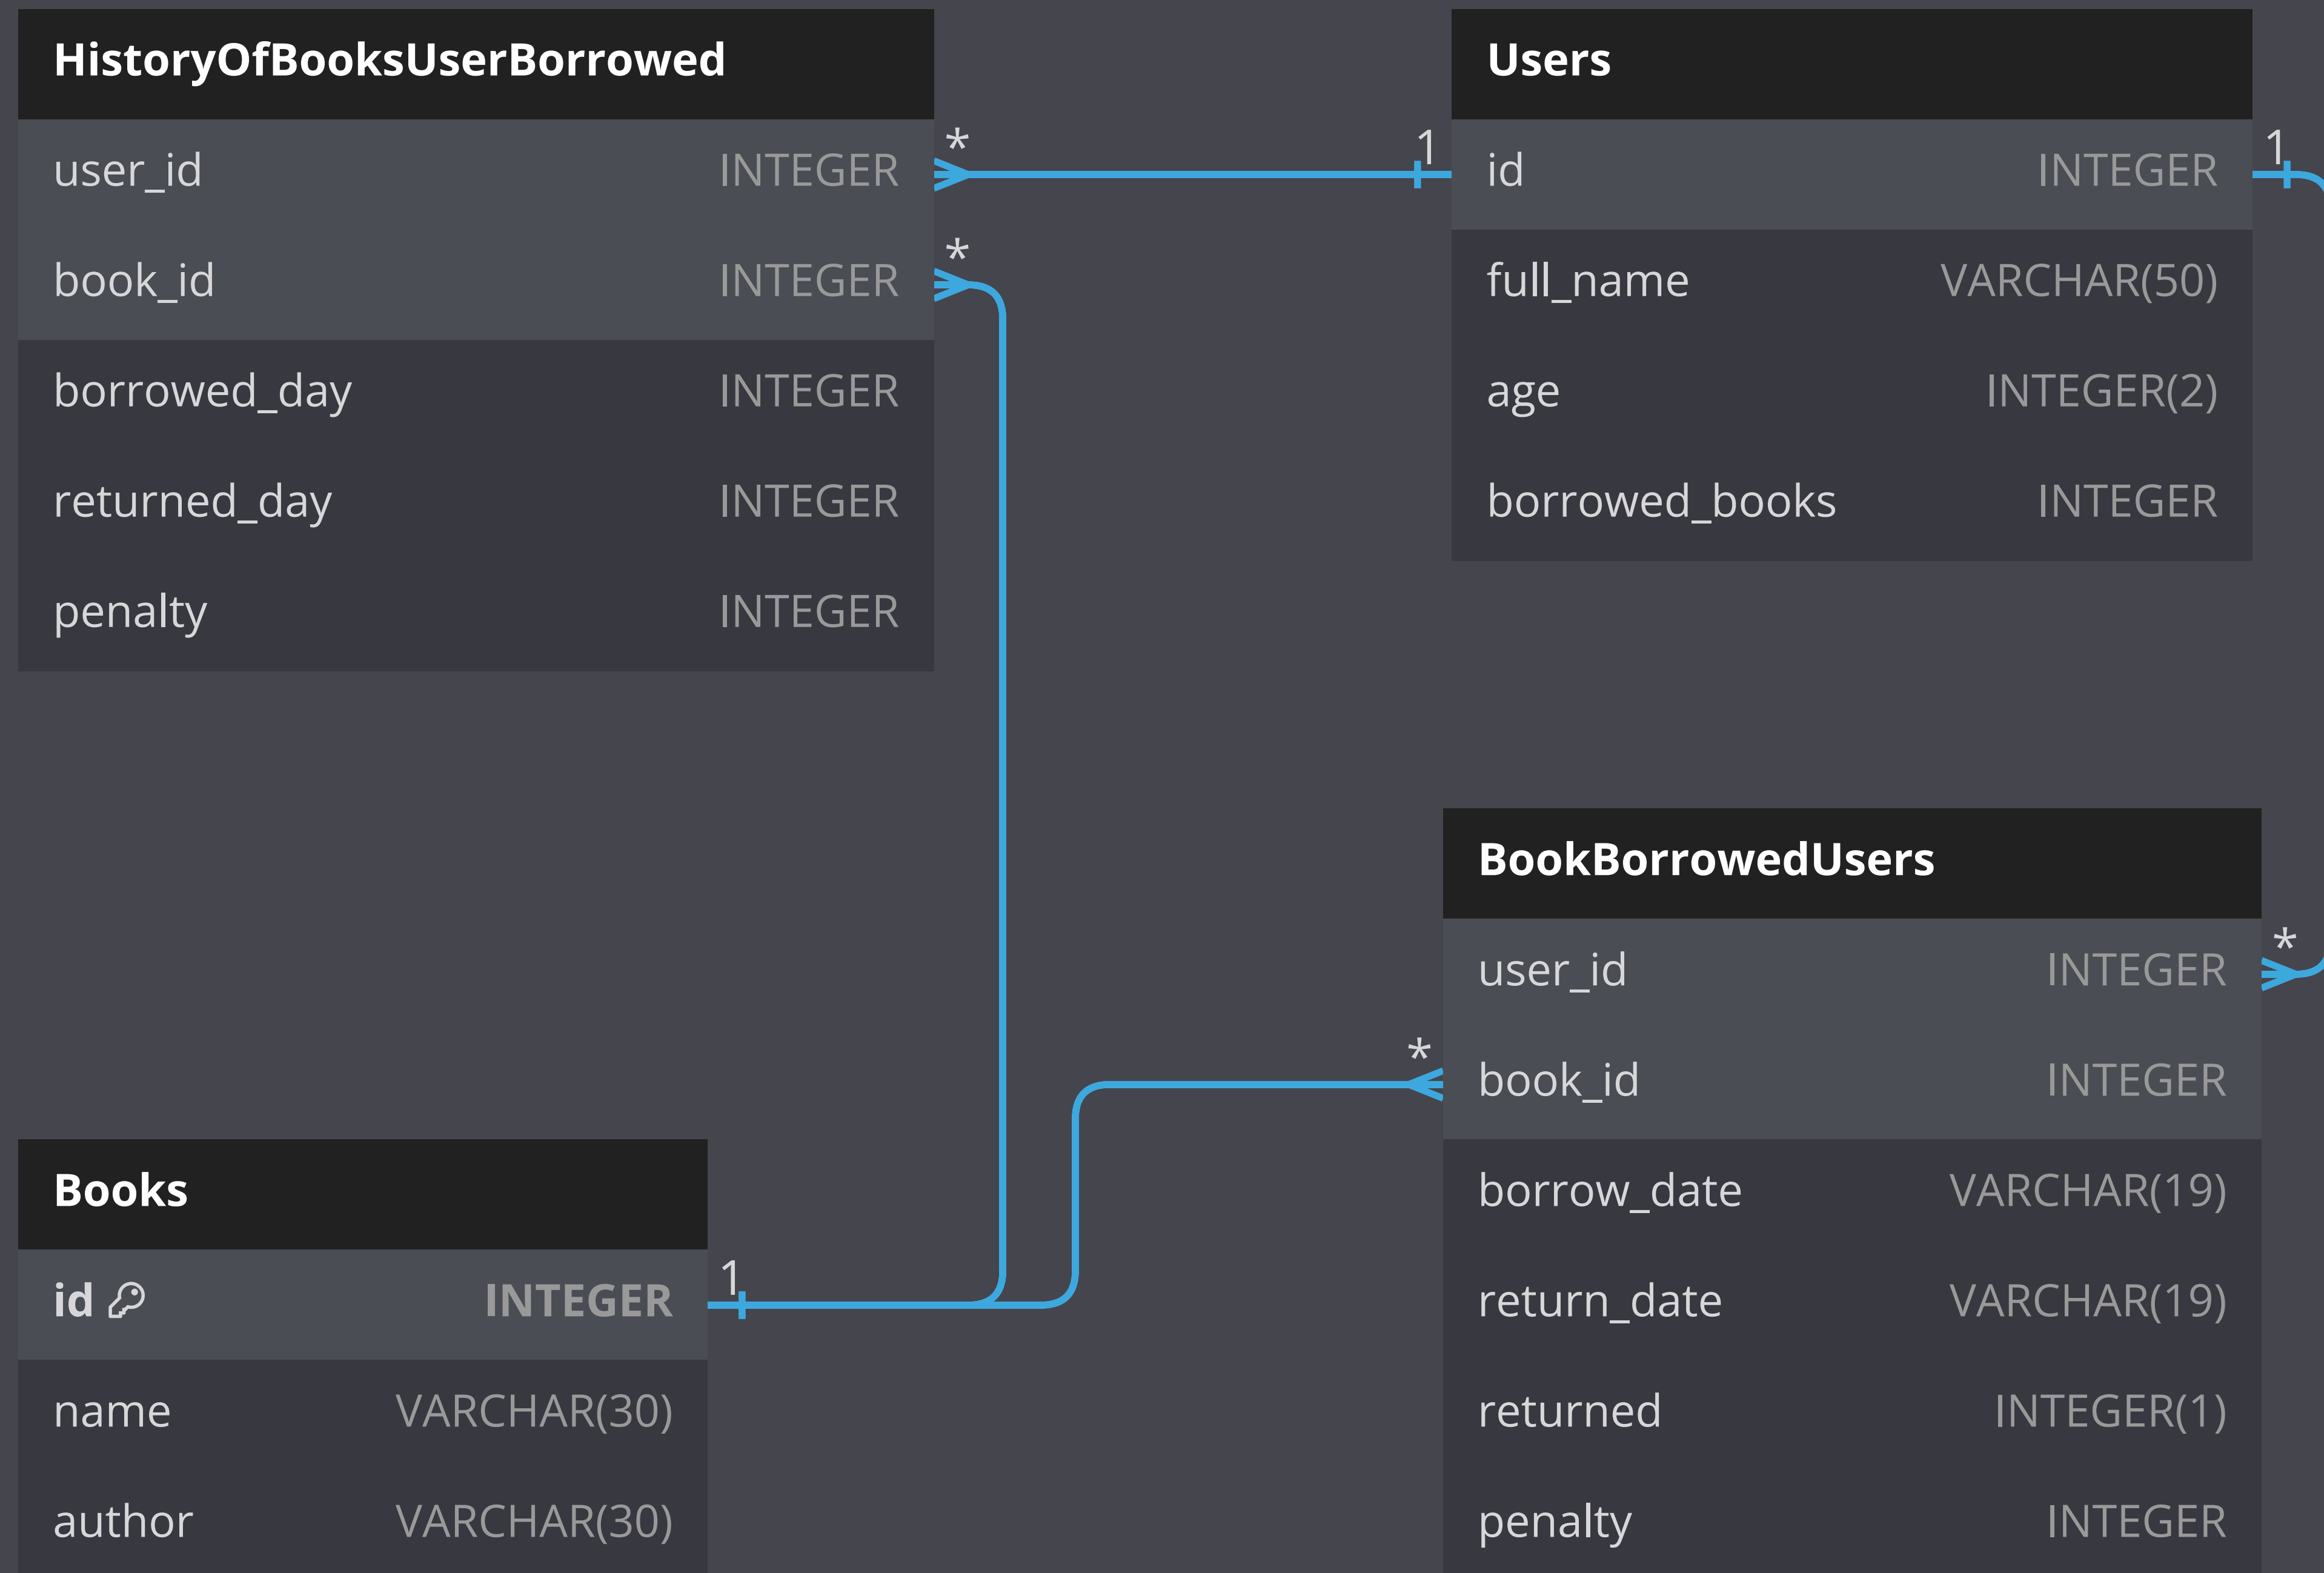 HistoryOfBooksUserBorrowed
user_id INTEGER *
book_id INTEGER *
borrowed_day INTEGER
returned_day INTEGER
penalty INTEGER
Users
1 id INTEGER 1
full_name VARCHAR(50)
age INTEGER(2)
borrowed_books INTEGER
BookBorrowedUsers
user_id INTEGER *
* book_id INTEGER
borrow_date VARCHAR(19)
return_date VARCHAR(19)
returned INTEGER(1)
penalty INTEGER
Books
id INTEGER 1
name VARCHAR(30)
author VARCHAR(30)